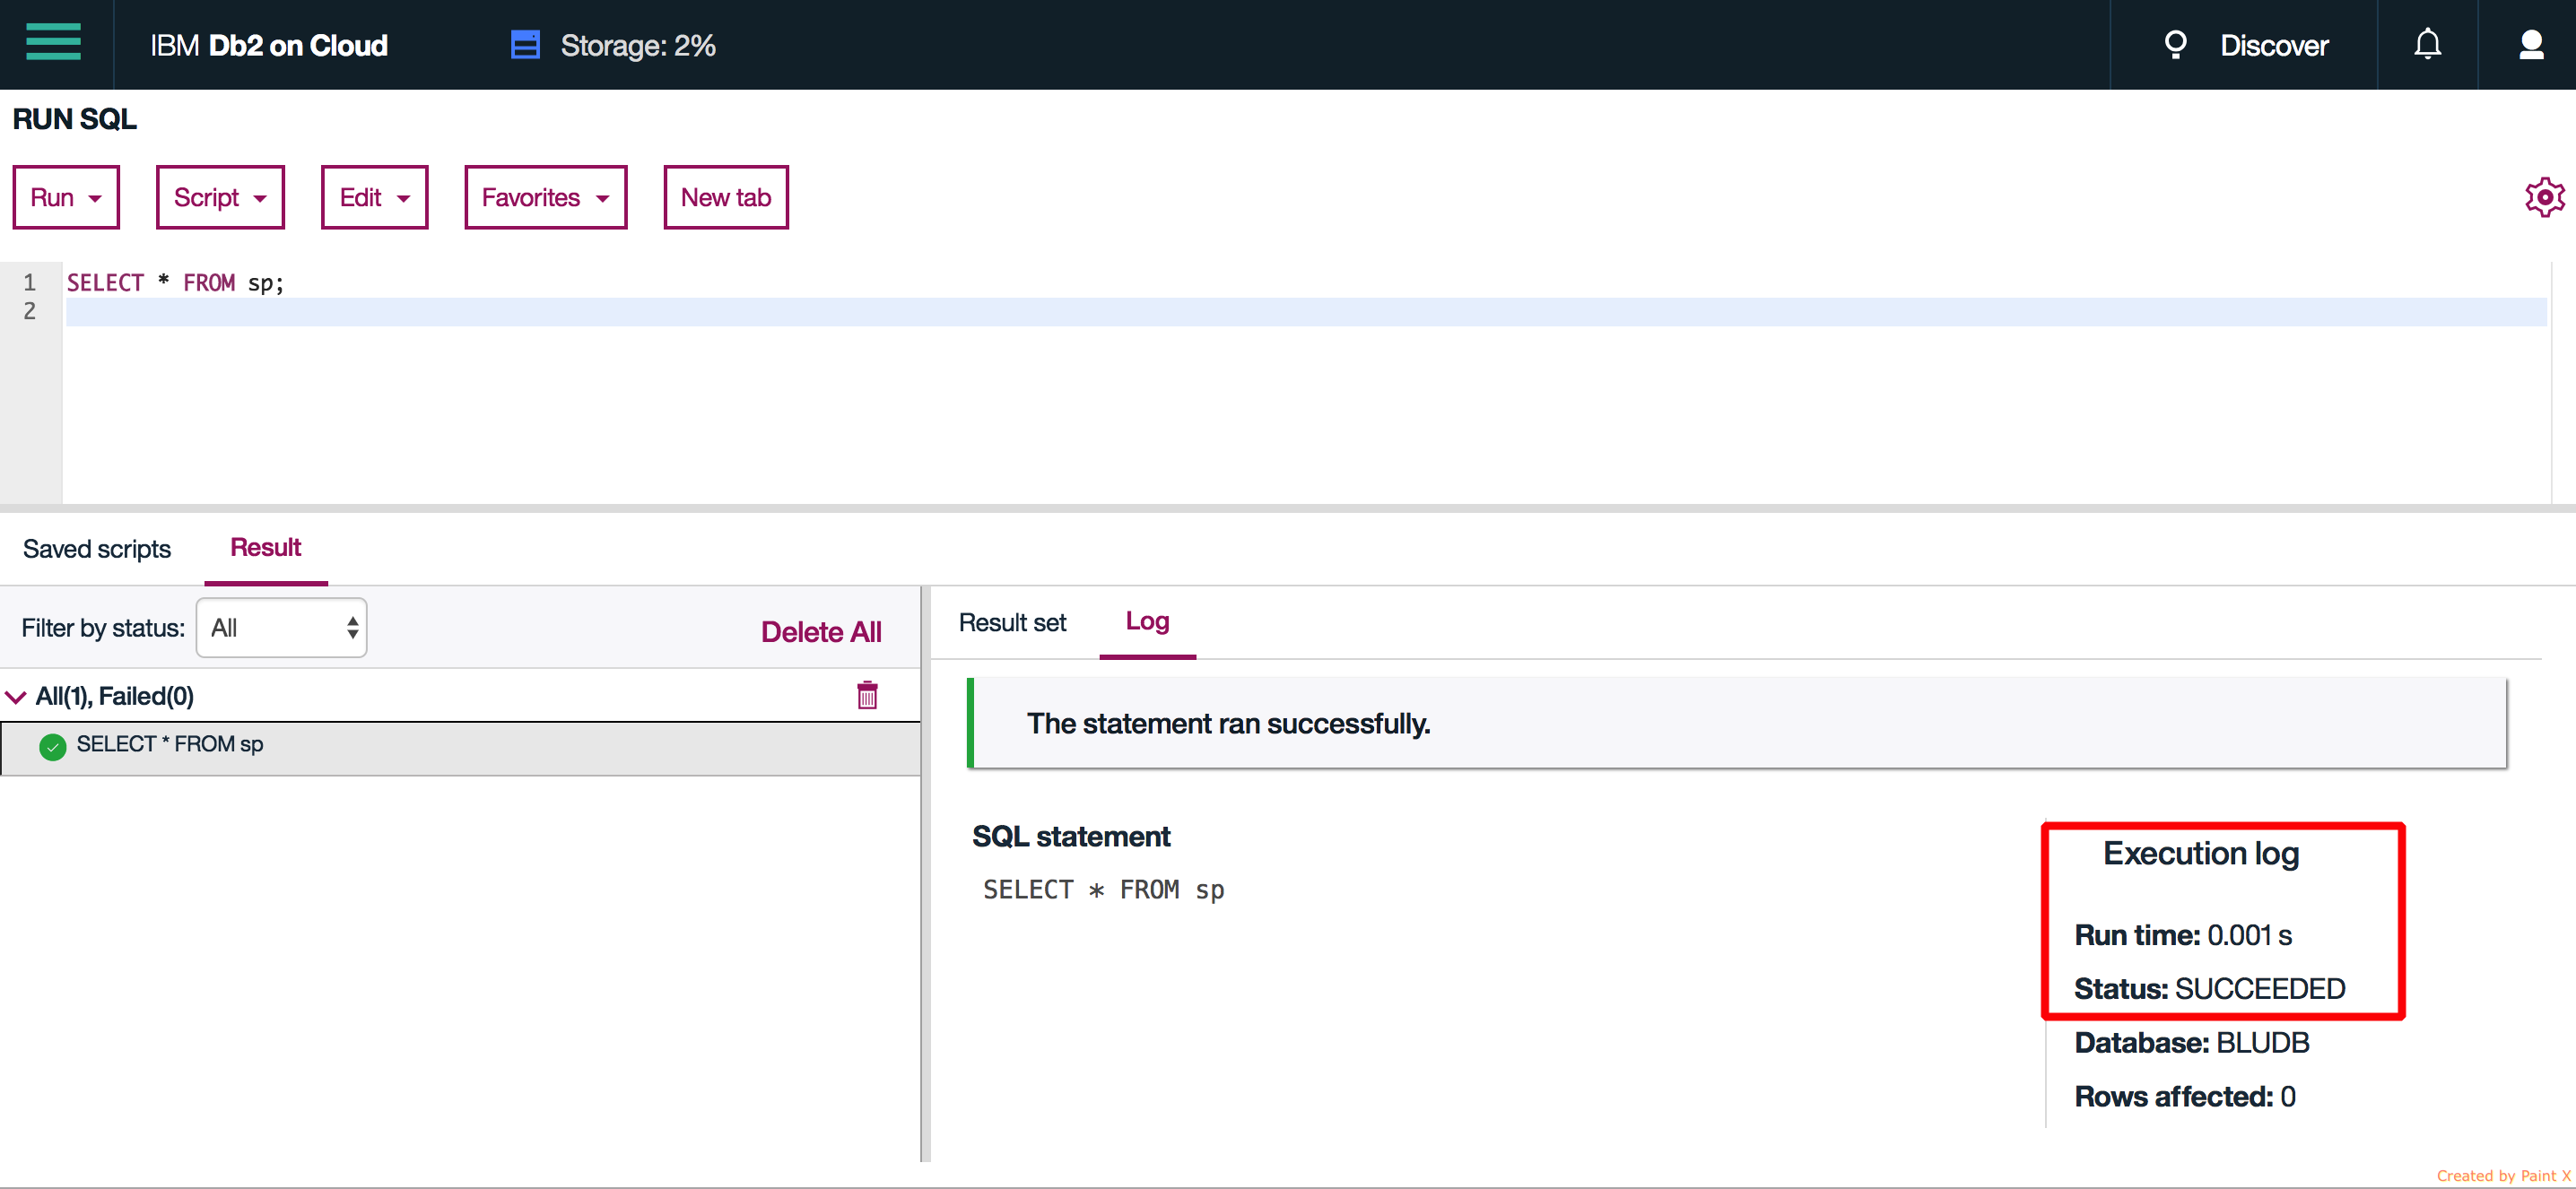 IBM Db2 on Cloud
Storage: 2%
Discover
RUN SQL
Run
Script
Edit
Favorites
New tab
1 SELECT * FROM sp;
2
Saved scripts
Result
Filter by status: All
Delete All
All(1), Failed(0)
SELECT * FROM sp
Result set
Log
The statement ran successfully.
SQL statement
SELECT * FROM sp
Execution log
Run time: 0.001 s
Status: SUCCEEDED
Database: BLUDB
Rows affected: 0
Created by Paint X